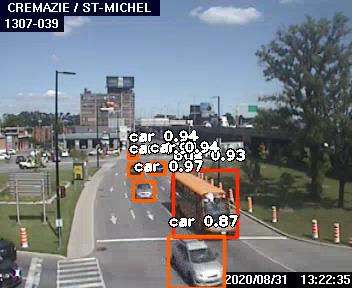 CREMAZIE / ST-MICHEL
1307-039
car 0.94
car 0.94
bus 0.93
car 0.97
car 0.87
2020/08/31 13:22:35